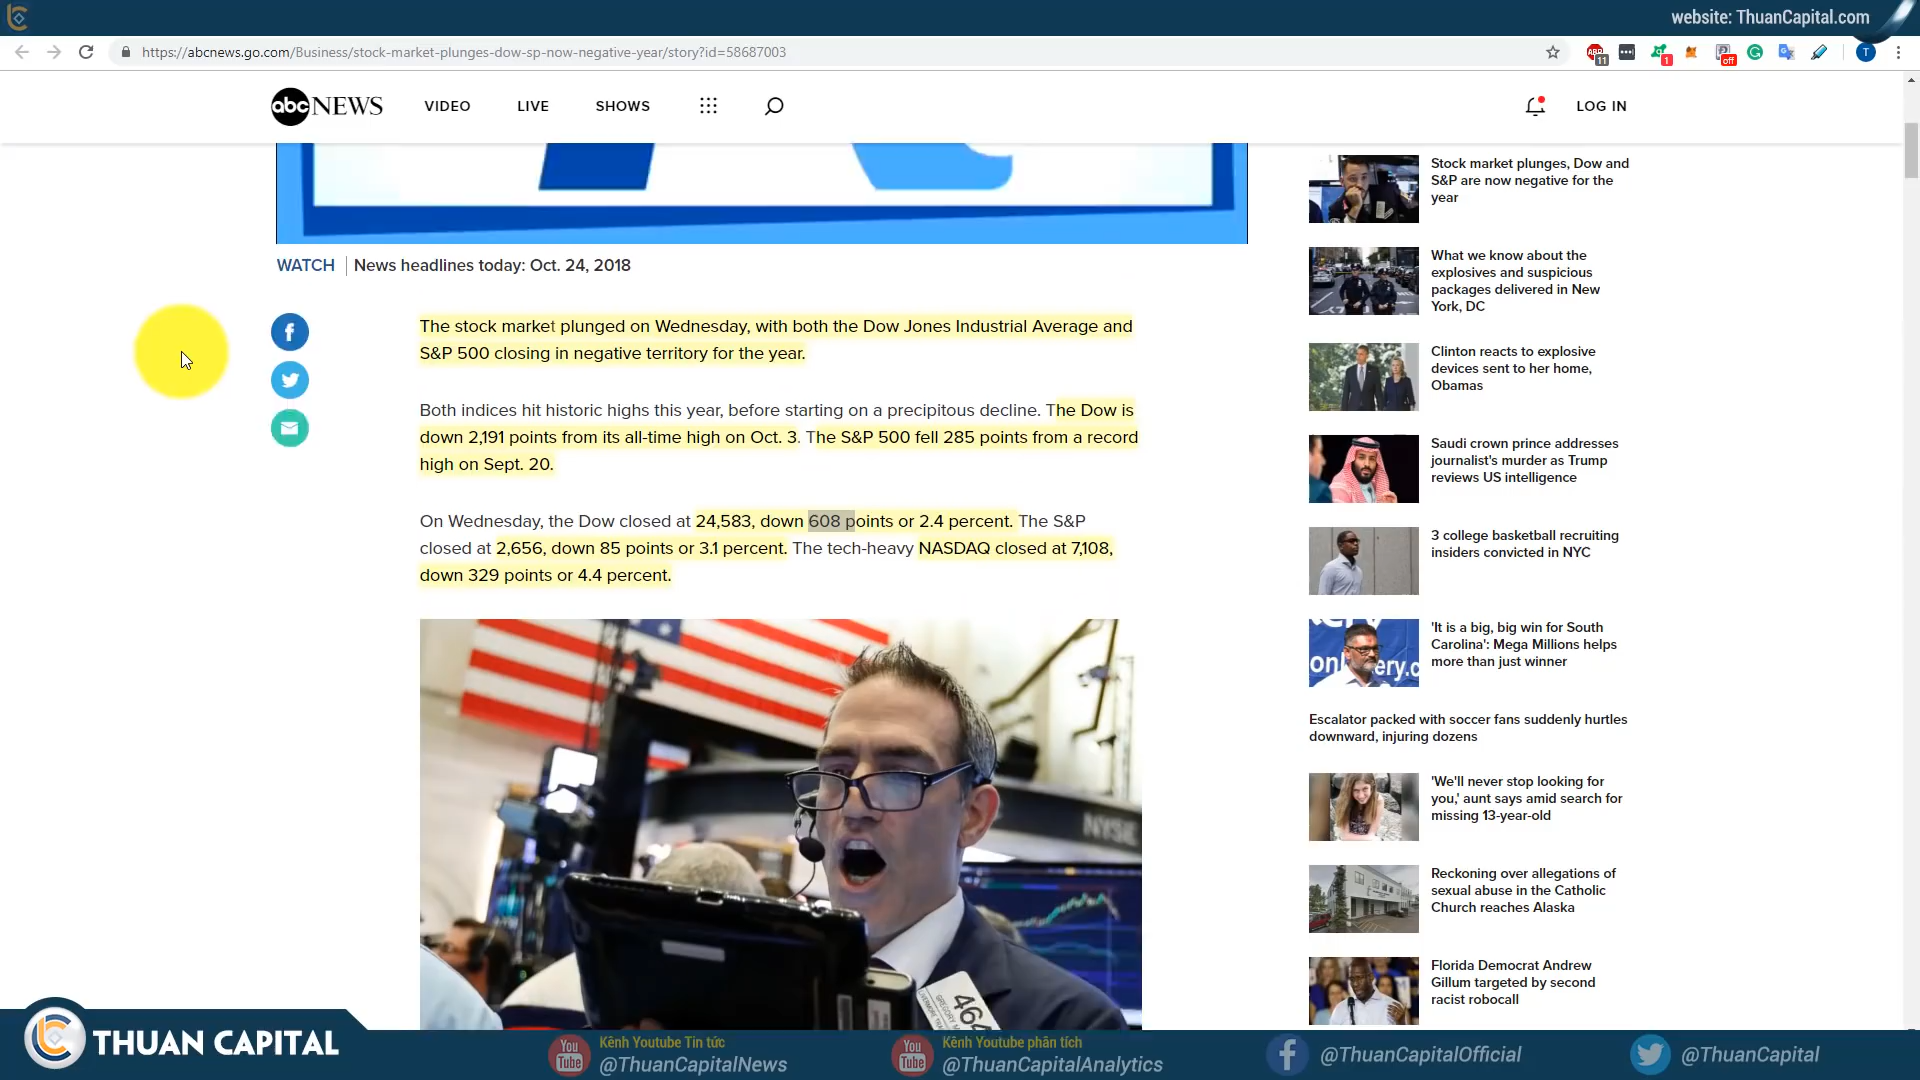 website: ThuanCapital.com
https://abcnews.go.com/Business/stock-market-plunges-dow-sp-now-negative-year/story?id=58687003
ABP
11
1
off
T
abc NEWS
VIDEO
LIVE
SHOWS
LOG IN
WATCH
News headlines today: Oct. 24, 2018
The stock market plunged on Wednesday, with both the Dow Jones Industrial Average and
S&P 500 closing in negative territory for the year.
Both indices hit historic highs this year, before starting on a precipitous decline. The Dow is
down 2,191 points from its all-time high on Oct. 3. The S&P 500 fell 285 points from a record
high on Sept. 20.
On Wednesday, the Dow closed at 24,583, down 608 points or 2.4 percent. The S&P
closed at 2,656, down 85 points or 3.1 percent. The tech-heavy NASDAQ closed at 7,108,
down 329 points or 4.4 percent.
NYSE
464
Stock market plunges, Dow and
S&P are now negative for the
year
What we know about the
explosives and suspicious
packages delivered in New
York, DC
Clinton reacts to explosive
devices sent to her home,
Obamas
Saudi crown prince addresses
journalist's murder as Trump
reviews US intelligence
3 college basketball recruiting
insiders convicted in NYC
'It is a big, big win for South
Carolina': Mega Millions helps
more than just winner
Escalator packed with soccer fans suddenly hurtles
downward, injuring dozens
'We'll never stop looking for
you,' aunt says amid search for
missing 13-year-old
Reckoning over allegations of
sexual abuse in the Catholic
Church reaches Alaska
Florida Democrat Andrew
Gillum targeted by second
racist robocall
THUAN CAPITAL
You
Tube
Kênh Youtube Tin tức
@ThuanCapitalNews
You
Tube
Kênh Youtube phân tích
@ThuanCapitalAnalytics
@ThuanCapitalOfficial
@ThuanCapital